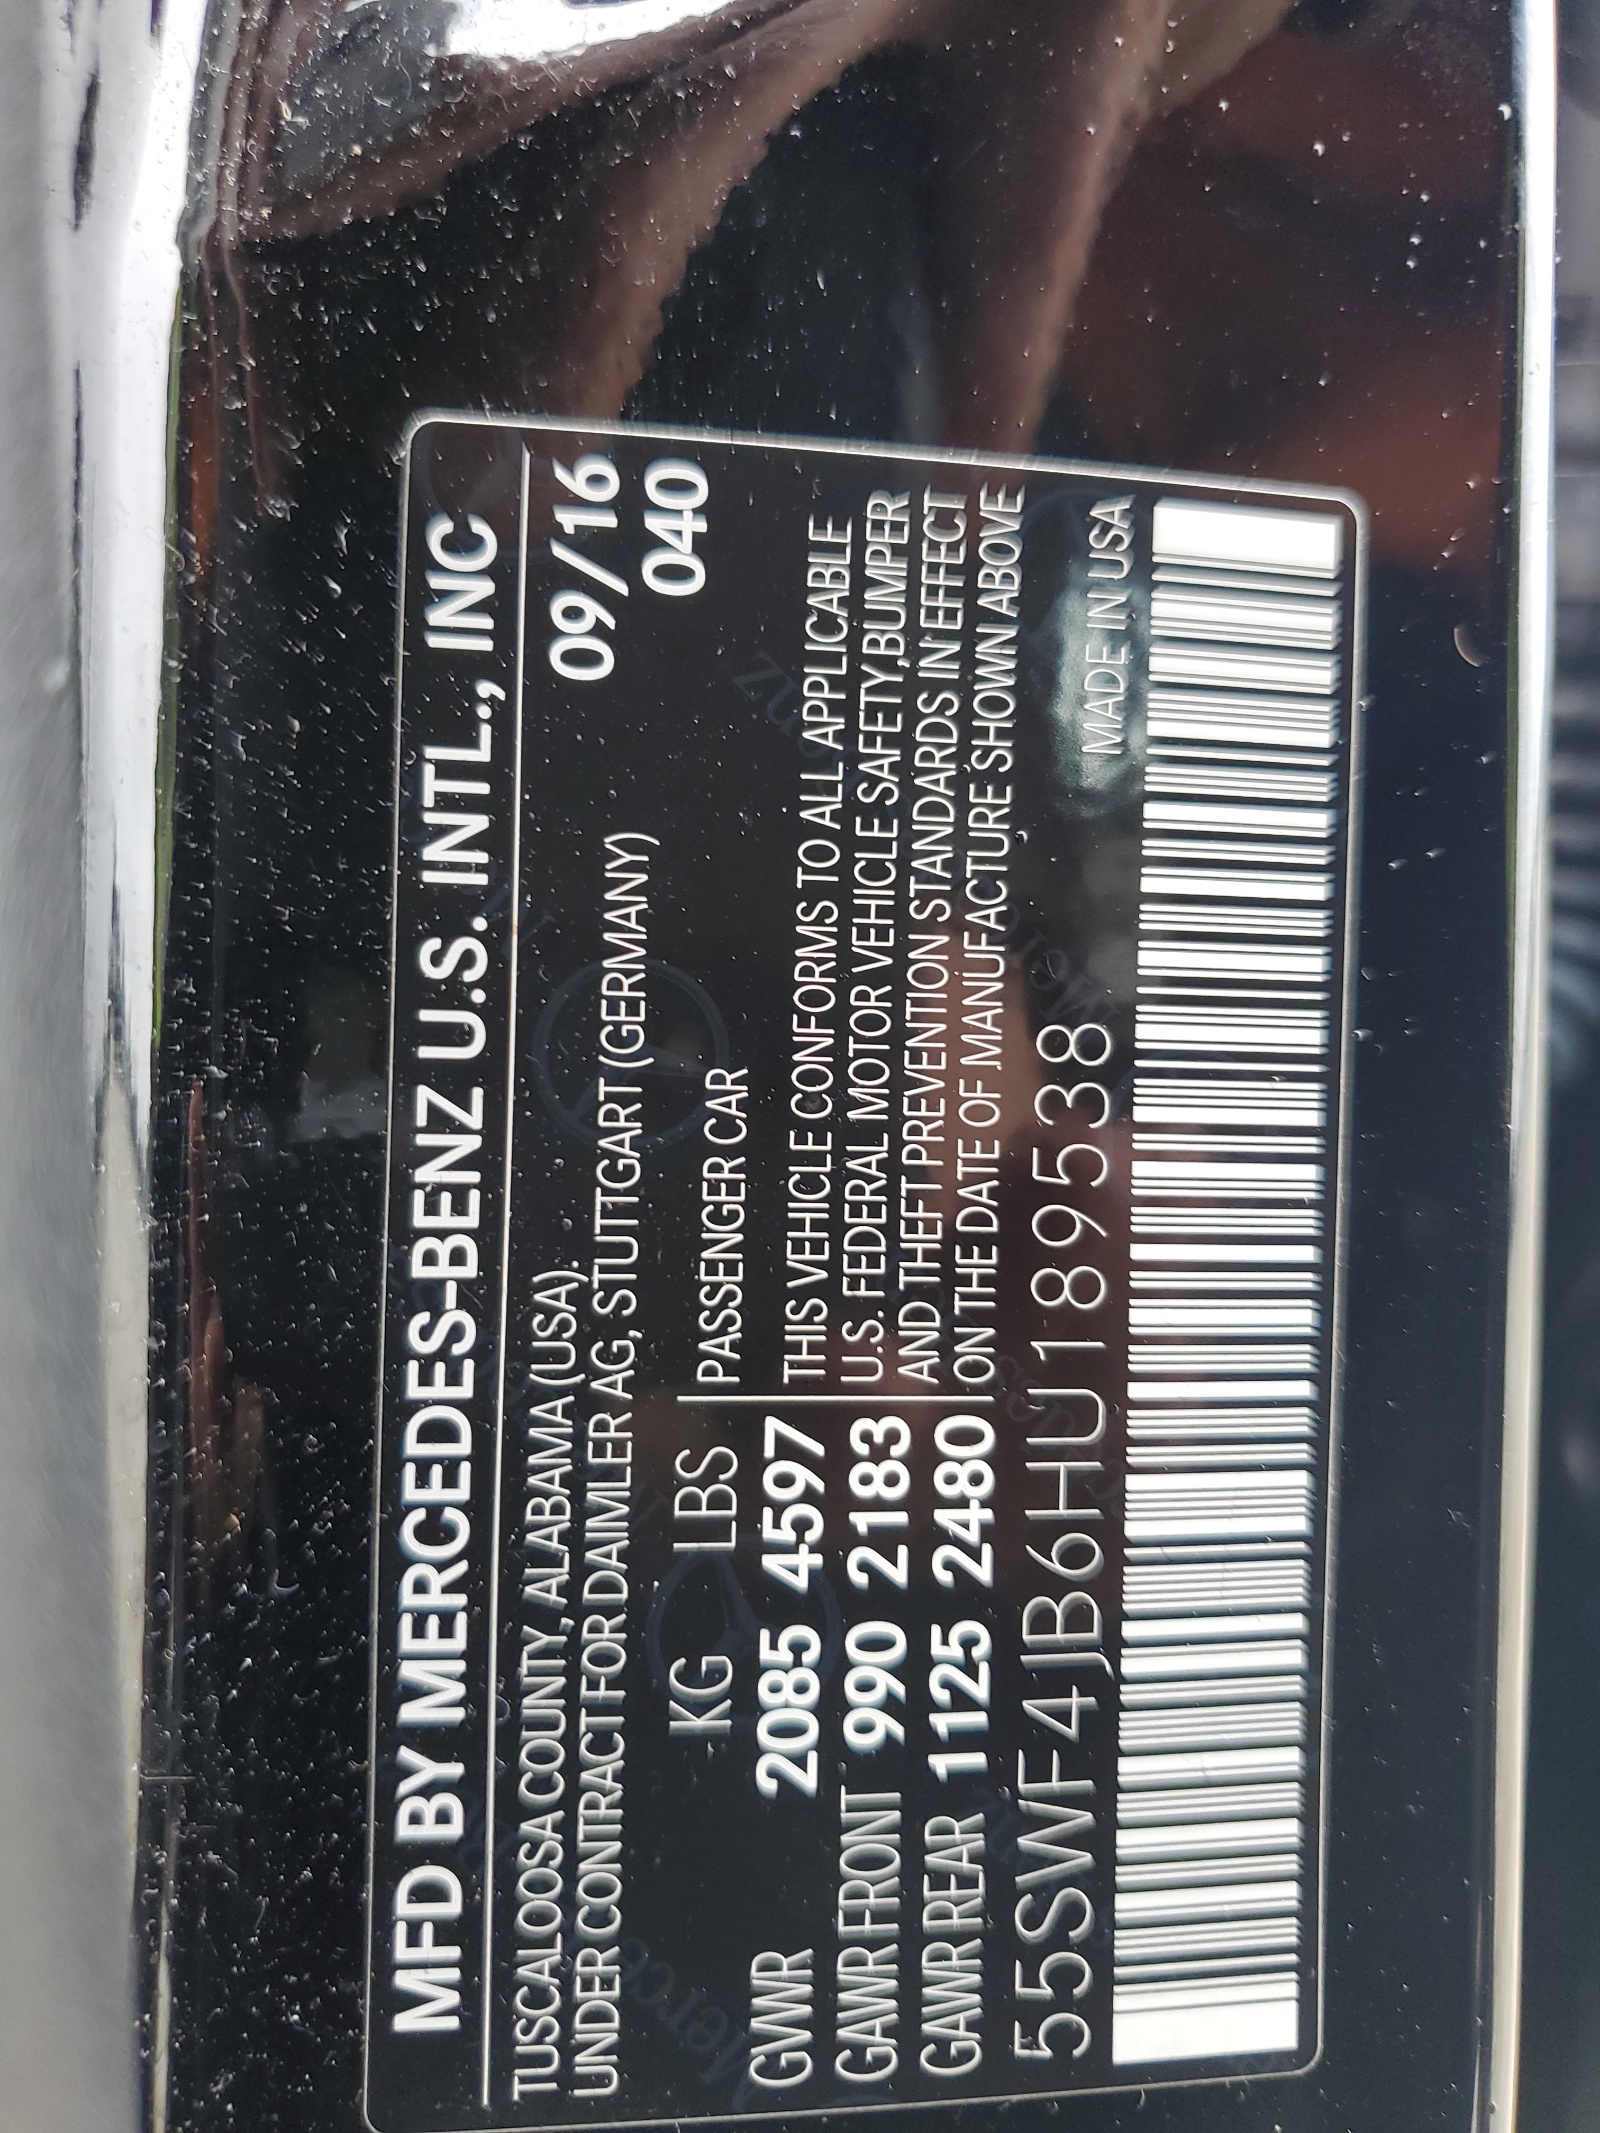 MFD BY MERCEDES-BENZ U.S. INTL., INC
TUSCALOOSA COUNTY, ALABAMA (USA). 09/16
UNDER CONTRACT FOR DAIMLER AG, STUTTGART (GERMANY) 040
KG LBS PASSENGER CAR
GVWR 2085 4597 THIS VEHICLE CONFORMS TO ALL APPLICABLE
GAWR FRONT 990 2183 U.S. FEDERAL MOTOR VEHICLE SAFETY,BUMPER
GAWR REAR 1125 2480 AND THEFT PREVENTION STANDARDS IN EFFECT
ON THE DATE OF MANUFACTURE SHOWN ABOVE
55SWF4JB6HU189538 MADE IN USA